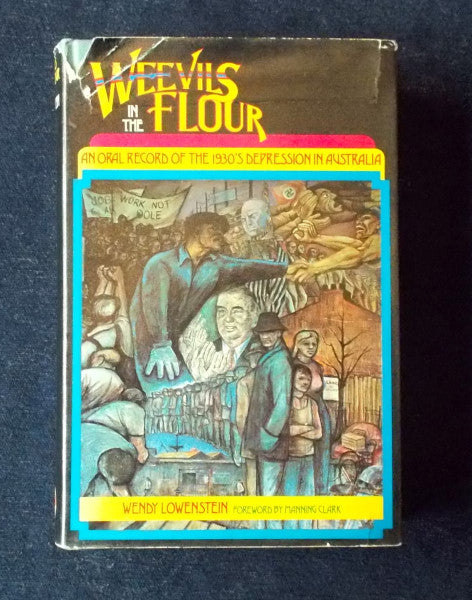 WEEVILS
IN
THE
FLOUR
AN ORAL RECORD OF THE 1930'S DEPRESSION IN AUSTRALIA
WORK NOT
DOLE
WENDY LOWENSTEIN FOREWORD BY MANNING CLARK